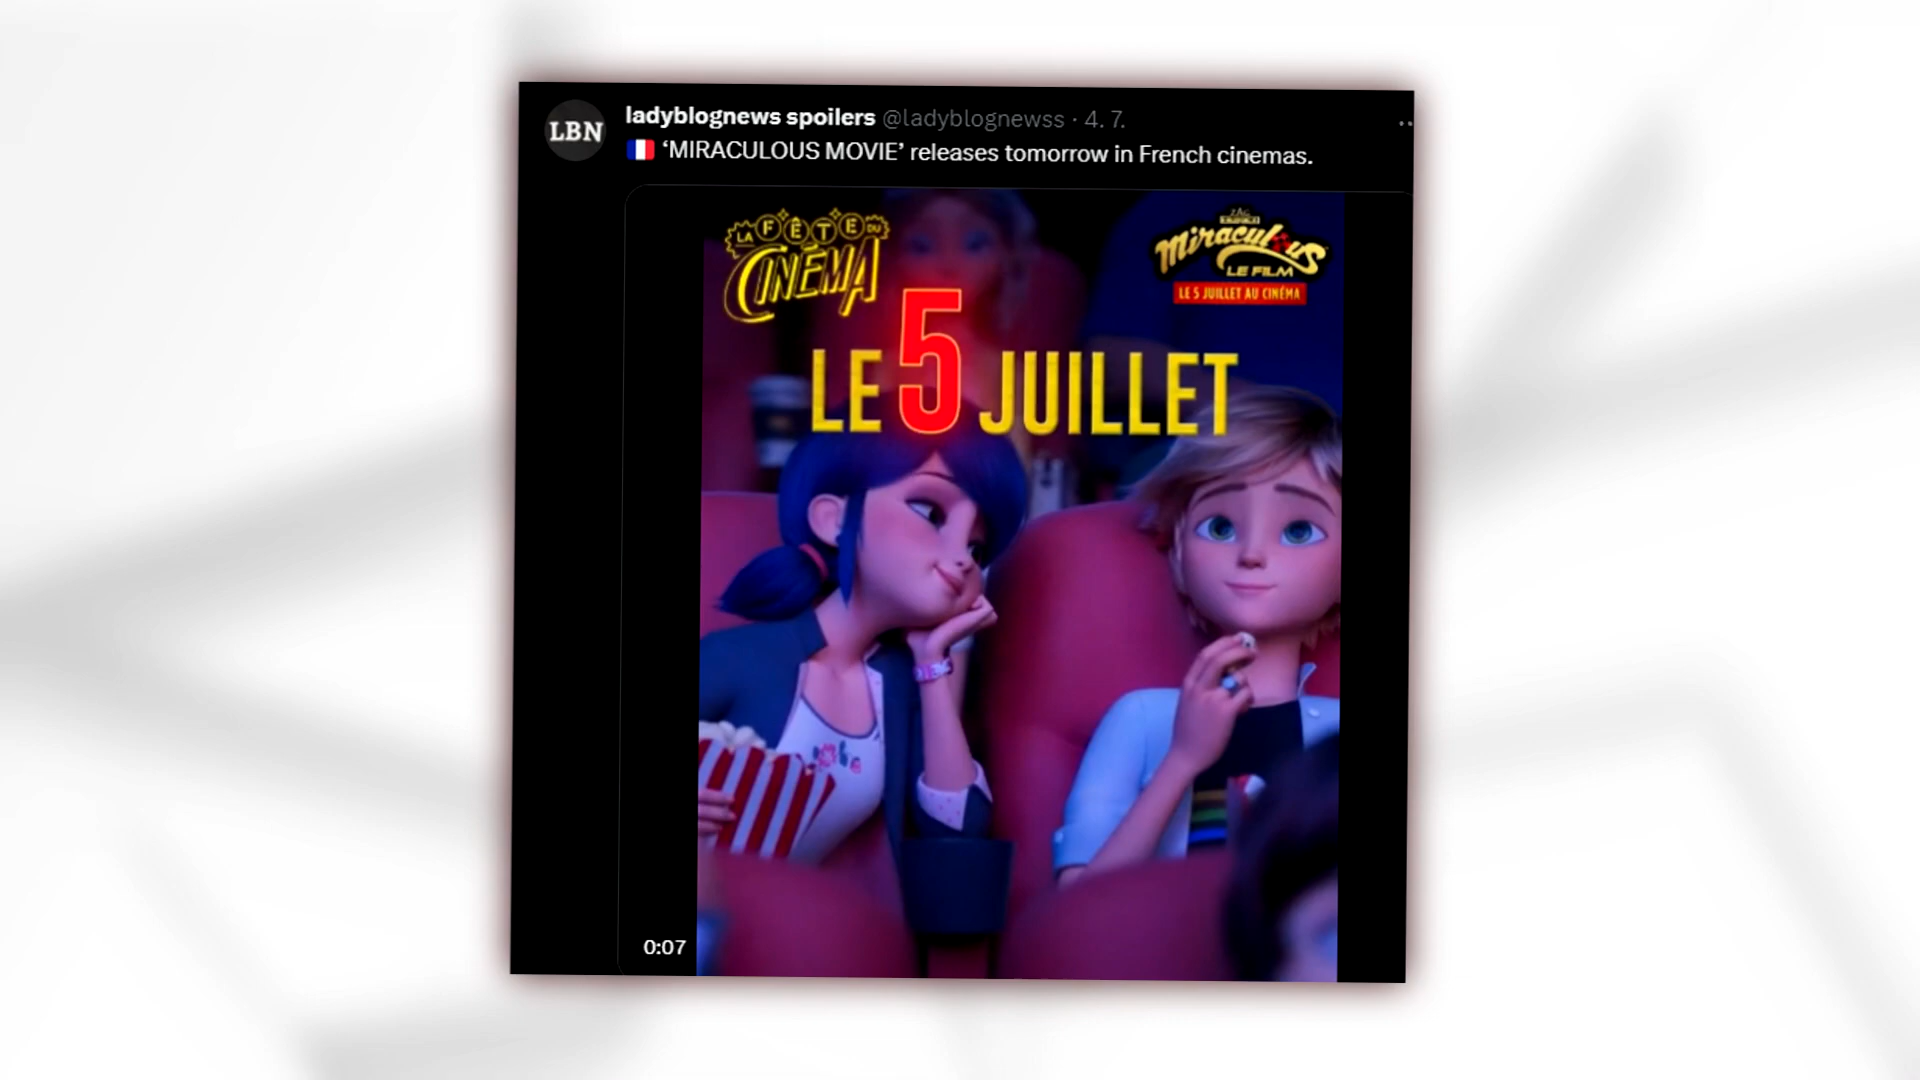 LBN
ladyblognews spoilers @ladyblognewss · 4. 7.
🇫🇷 ‘MIRACULOUS MOVIE’ releases tomorrow in French cinemas.
LA FÊTE DU
CINÉMA
ZAG
Miraculous
LE FILM
LE 5 JUILLET AU CINÉMA
LE 5 JUILLET
0:07